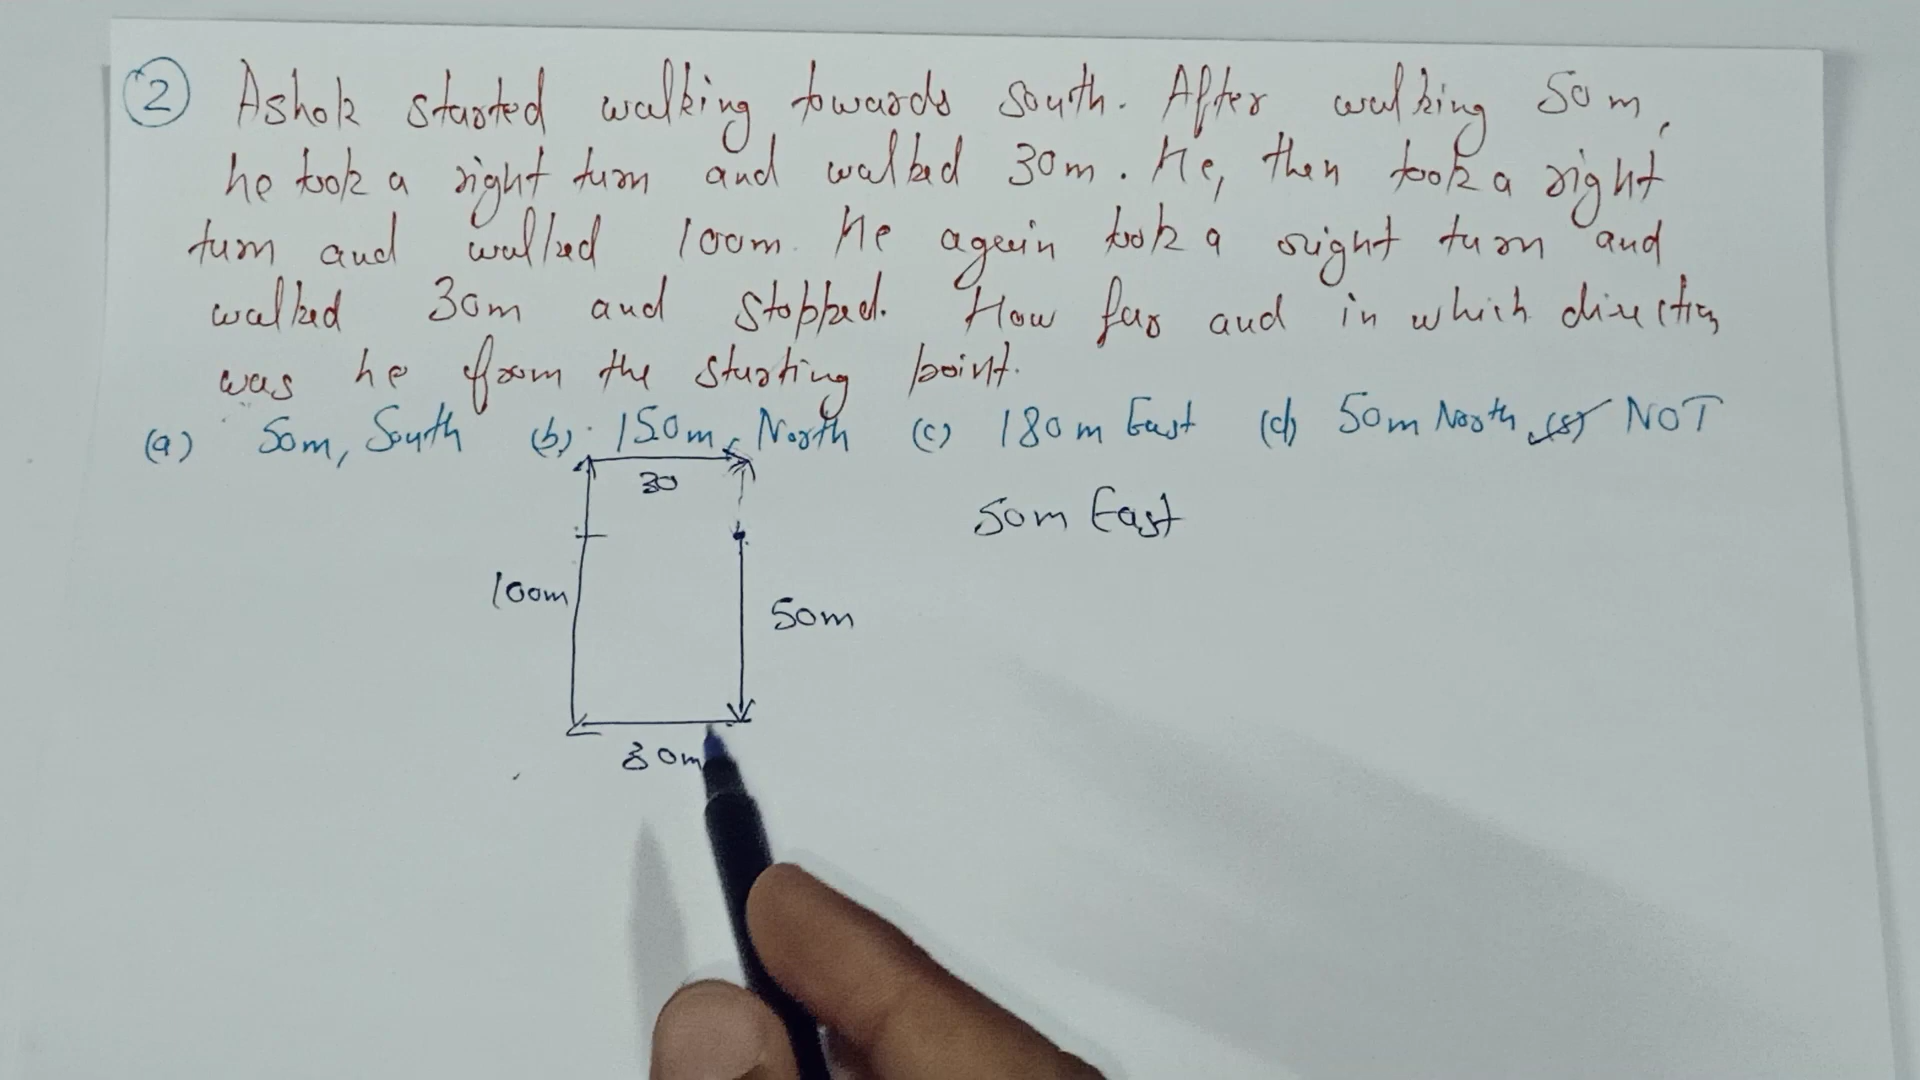 2 Ashok started walking towards south. After walking 50m,
he took a right turn and walked 30m. He, then took a right
turn and walked 100m. He again took a right turn and
walked 30m and stopped. How far and in which direction
was he from the starting point.
(a) 50m, South (b) 150m, North (c) 180m East (d) 50m North (e) NOT
30
50m East
100m
50m
30m